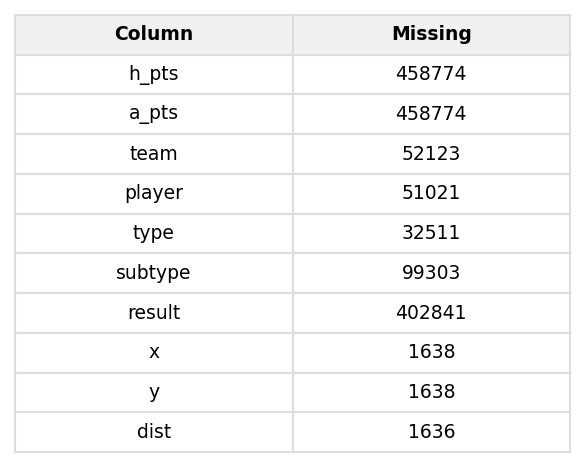 Column Missing
h_pts 458774
a_pts 458774
team 52123
player 51021
type 32511
subtype 99303
result 402841
x 1638
y 1638
dist 1636